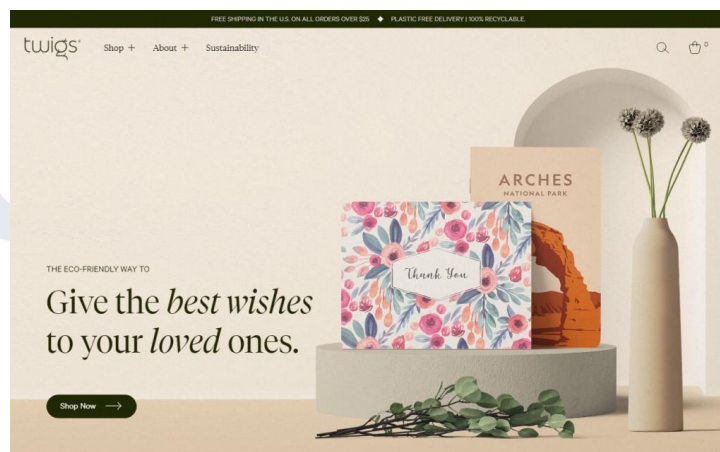 FREE SHIPPING IN THE U.S. ON ALL ORDERS OVER $25 ◆ PLASTIC FREE DELIVERY | 100% RECYCLABLE.
twigs
Shop + About + Sustainability
0
ARCHES
NATIONAL PARK
Thank You
THE ECO-FRIENDLY WAY TO
Give the best wishes
to your loved ones.
Shop Now →